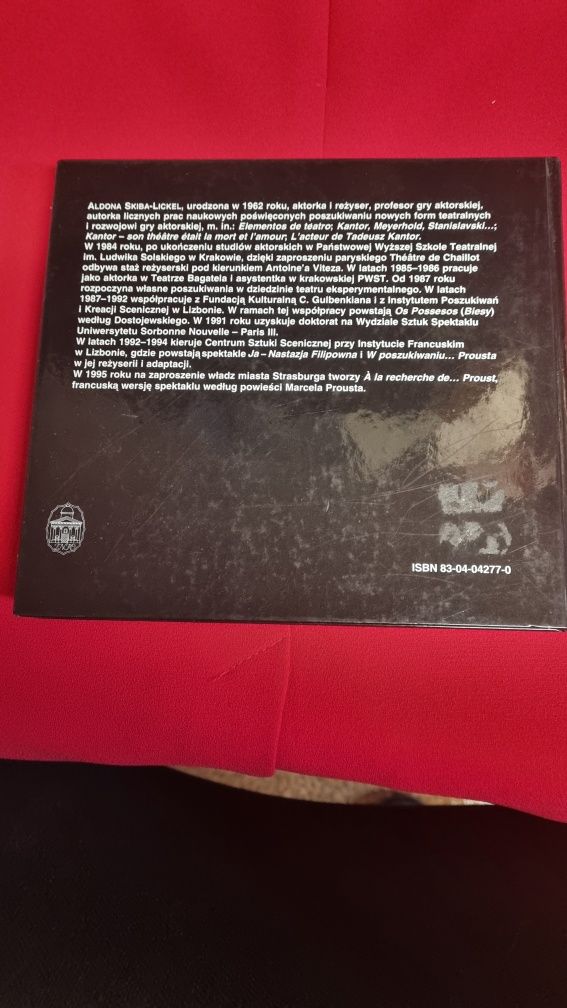 ALDONA SKIBA-LICKEL, urodzona w 1962 roku, aktorka i reżyser, profesor gry aktorskiej,
autorka licznych prac naukowych poświęconych poszukiwaniu nowych form teatralnych
i rozwojowi gry aktorskiej, m. in.: Elementos de teatro; Kantor, Meyerhold, Stanislavski...;
Kantor – son théâtre était la mort et l'amour; L'acteur de Tadeusz Kantor.
W 1984 roku, po ukończeniu studiów aktorskich w Państwowej Wyższej Szkole Teatralnej
im. Ludwika Solskiego w Krakowie, dzięki zaproszeniu paryskiego Théâtre de Chaillot
odbywa staż reżyserski pod kierunkiem Antoine'a Viteza. W latach 1985–1986 pracuje
jako aktorka w Teatrze Bagatela i asystentka w krakowskiej PWST. Od 1987 roku
rozpoczyna własne poszukiwania w dziedzinie teatru eksperymentalnego. W latach
1987–1992 współpracuje z Fundacją Kulturalną C. Gulbenkiana i z Instytutem Poszukiwań
i Kreacji Scenicznej w Lizbonie. W ramach tej współpracy powstają Os Possesos (Biesy)
według Dostojewskiego. W 1991 roku uzyskuje doktorat na Wydziale Sztuk Spektaklu
Uniwersytetu Sorbonne Nouvelle – Paris III.
W latach 1992–1994 kieruje Centrum Sztuki Scenicznej przy Instytucie Francuskim
w Lizbonie, gdzie powstają spektakle Ja – Nastazja Filipowna i W poszukiwaniu... Prousta
w jej reżyserii i adaptacji.
W 1995 roku na zaproszenie władz miasta Strasburga tworzy À la recherche de... Proust,
francuską wersję spektaklu według powieści Marcela Prousta.
ISBN 83-04-04277-0